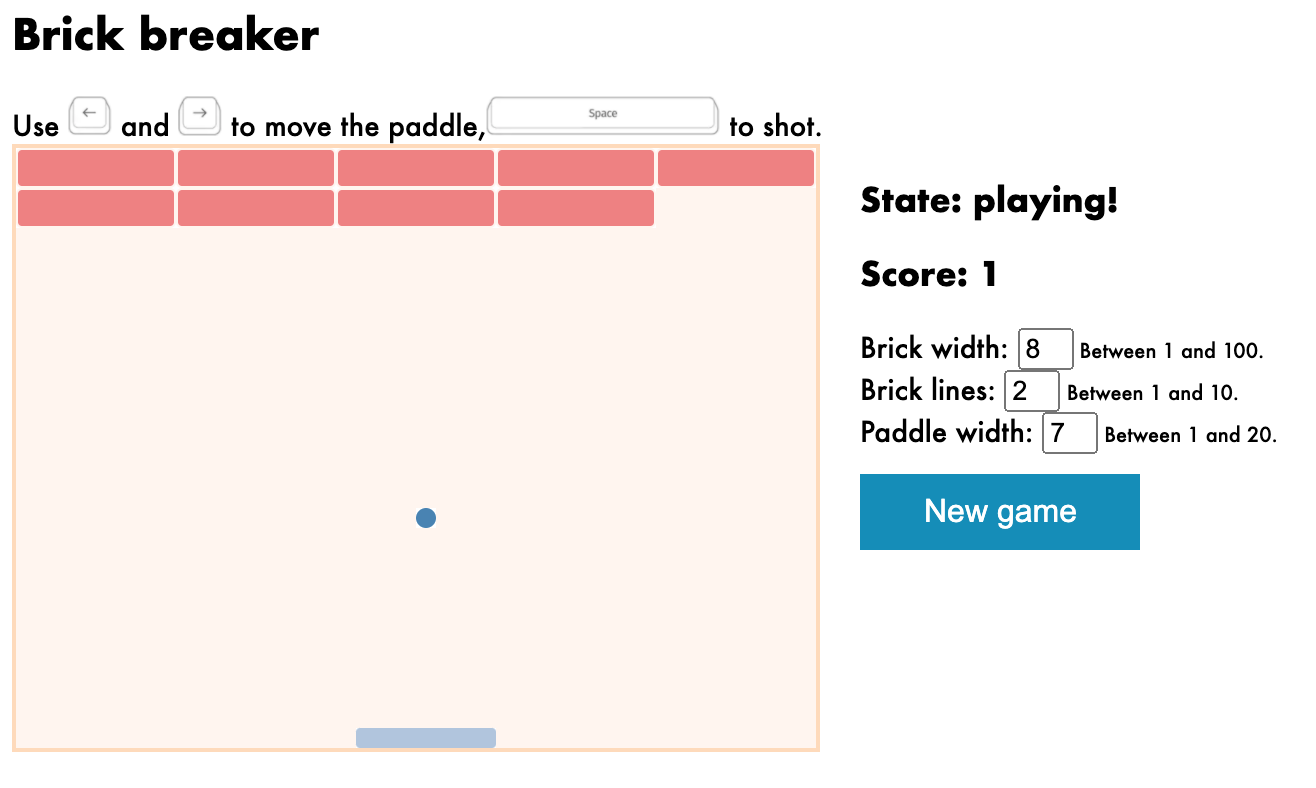 Brick breaker
Use ← and → to move the paddle, Space to shot.
State: playing!
Score: 1
Brick width: 8 Between 1 and 100.
Brick lines: 2 Between 1 and 10.
Paddle width: 7 Between 1 and 20.
New game